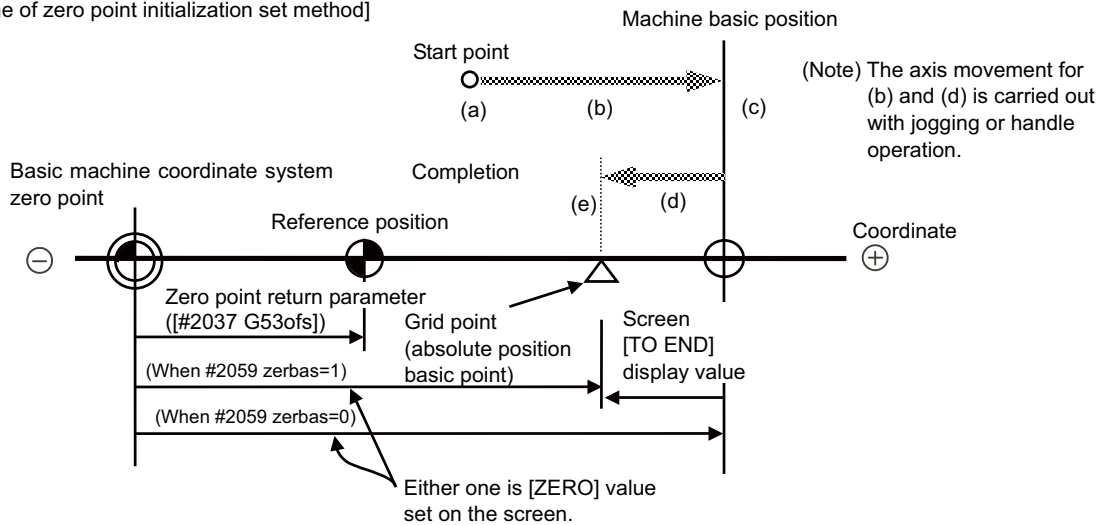 e of zero point initialization set method]
Machine basic position
Start point
(a)
(b)
(c)
(Note) The axis movement for
(b) and (d) is carried out
with jogging or handle
operation.
Basic machine coordinate system
zero point
Completion
(e)
(d)
Reference position
Coordinate
−
+
Zero point return parameter
([#2037 G53ofs])
Grid point
(absolute position
basic point)
Screen
[TO END]
display value
(When #2059 zerbas=1)
(When #2059 zerbas=0)
Either one is [ZERO] value
set on the screen.